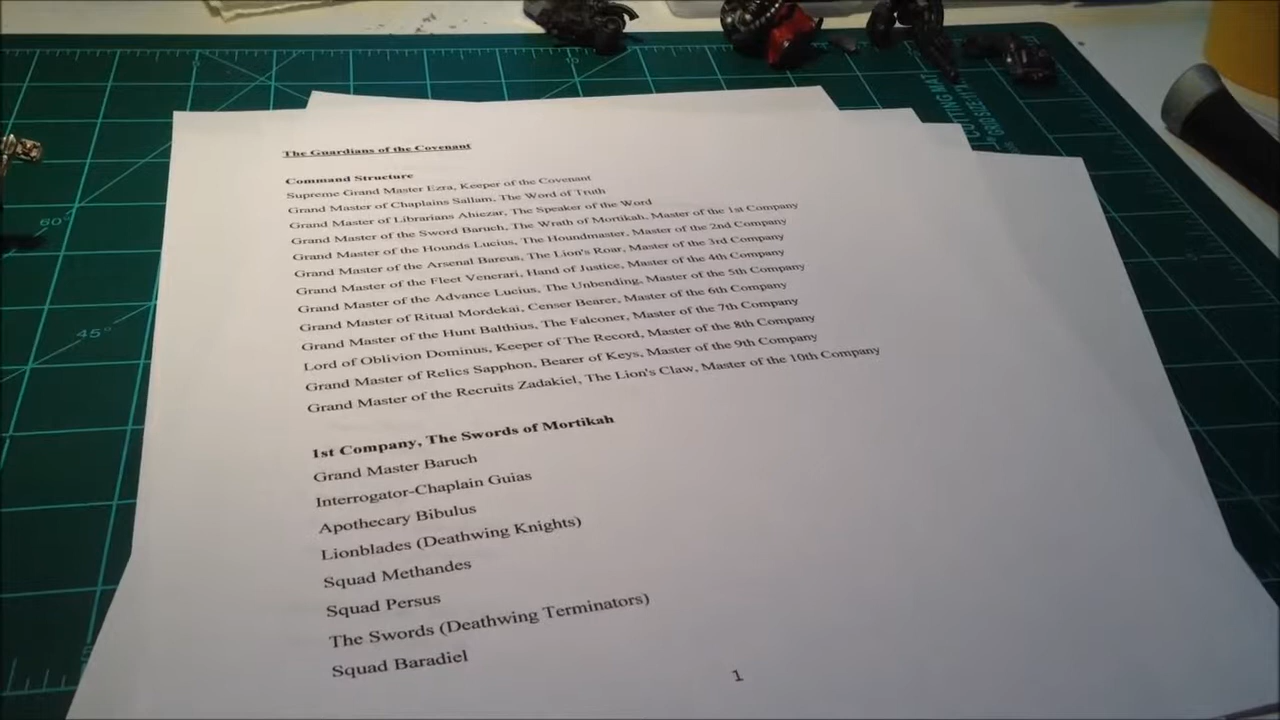 CUTTING MAT
GRID SIZE 1"
60°
45°
The Guardians of the Covenant
Command Structure
Supreme Grand Master Ezra, Keeper of the Covenant
Grand Master of Chaplains Sallam, The Word of Truth
Grand Master of Librarians Ahiezar, The Speaker of the Word
Grand Master of the Sword Baruch, The Wrath of Mortikah, Master of the 1st Company
Grand Master of the Hounds Lucius, The Houndmaster, Master of the 2nd Company
Grand Master of the Arsenal Bareus, The Lion's Roar, Master of the 3rd Company
Grand Master of the Fleet Venerari, Hand of Justice, Master of the 4th Company
Grand Master of the Advance Lucius, The Unbending, Master of the 5th Company
Grand Master of Ritual Mordekai, Censer Bearer, Master of the 6th Company
Grand Master of the Hunt Balthius, The Falconer, Master of the 7th Company
Lord of Oblivion Dominus, Keeper of The Record, Master of the 8th Company
Grand Master of Relics Sapphon, Bearer of Keys, Master of the 9th Company
Grand Master of the Recruits Zadakiel, The Lion's Claw, Master of the 10th Company
1st Company, The Swords of Mortikah
Grand Master Baruch
Interrogator-Chaplain Guias
Apothecary Bibulus
Lionblades (Deathwing Knights)
Squad Methandes
Squad Persus
The Swords (Deathwing Terminators)
Squad Baradiel
1